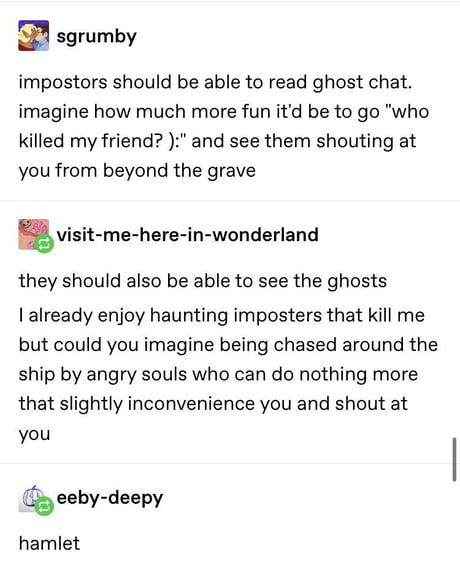 sgrumby
impostors should be able to read ghost chat.
imagine how much more fun it'd be to go "who
killed my friend? ):" and see them shouting at
you from beyond the grave
visit-me-here-in-wonderland
they should also be able to see the ghosts
I already enjoy haunting imposters that kill me
but could you imagine being chased around the
ship by angry souls who can do nothing more
that slightly inconvenience you and shout at
you
eeby-deepy
hamlet